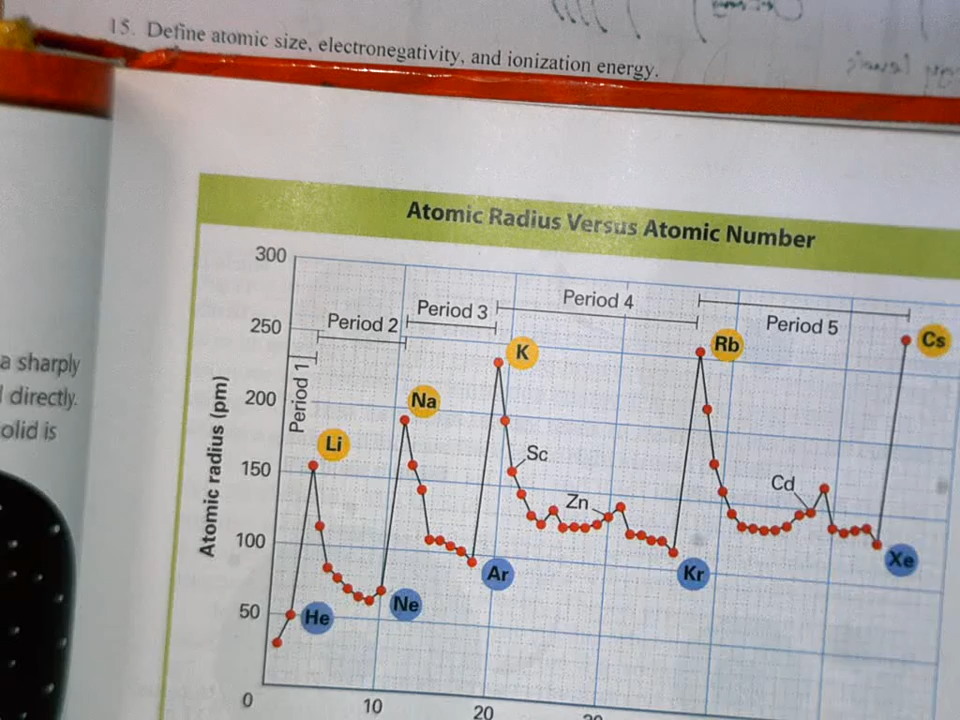 15. Define atomic size, electronegativity, and ionization energy.
a sharply
directly.
olid is
Atomic Radius Versus Atomic Number
Atomic radius (pm)
300
250
200
150
100
50
0
10
20
Period 1
Period 2
Period 3
Period 4
Period 5
Li
Na
K
Rb
Cs
Sc
Zn
Cd
He
Ne
Ar
Kr
Xe